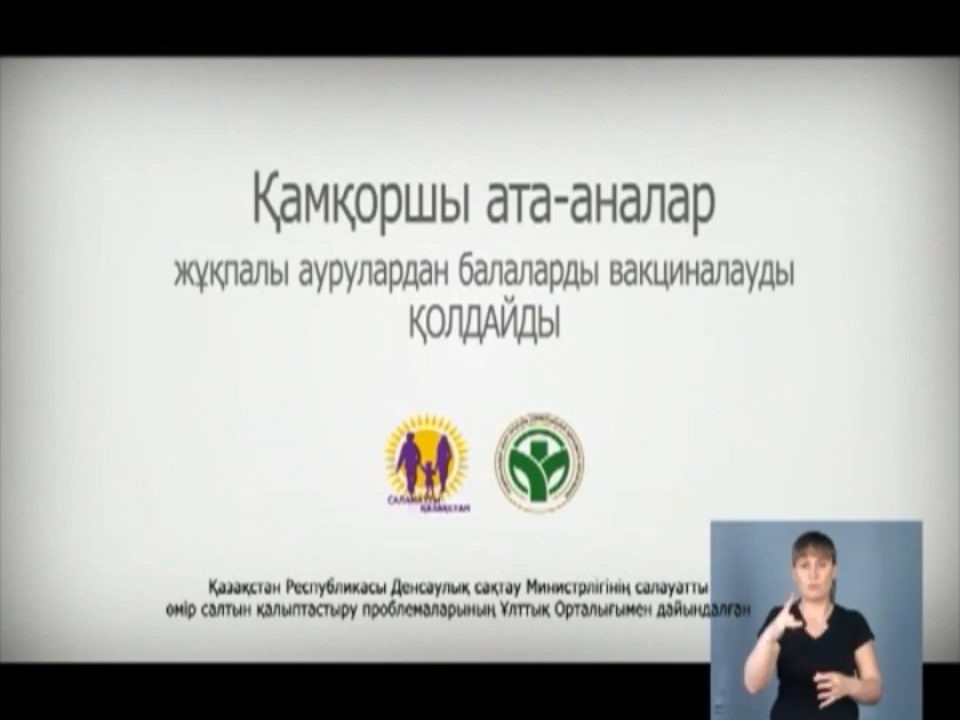 Қамқоршы ата-аналар
жұқпалы аурулардан балаларды вакциналауды
ҚОЛДАЙДЫ
САЛАМАТТЫ
ҚАЗАҚСТАН
Қазақстан Республикасы Денсаулық сақтау Министрлігінің салауатты
өмір салтын қалыптастыру проблемаларының Ұлттық Орталығымен дайындалған